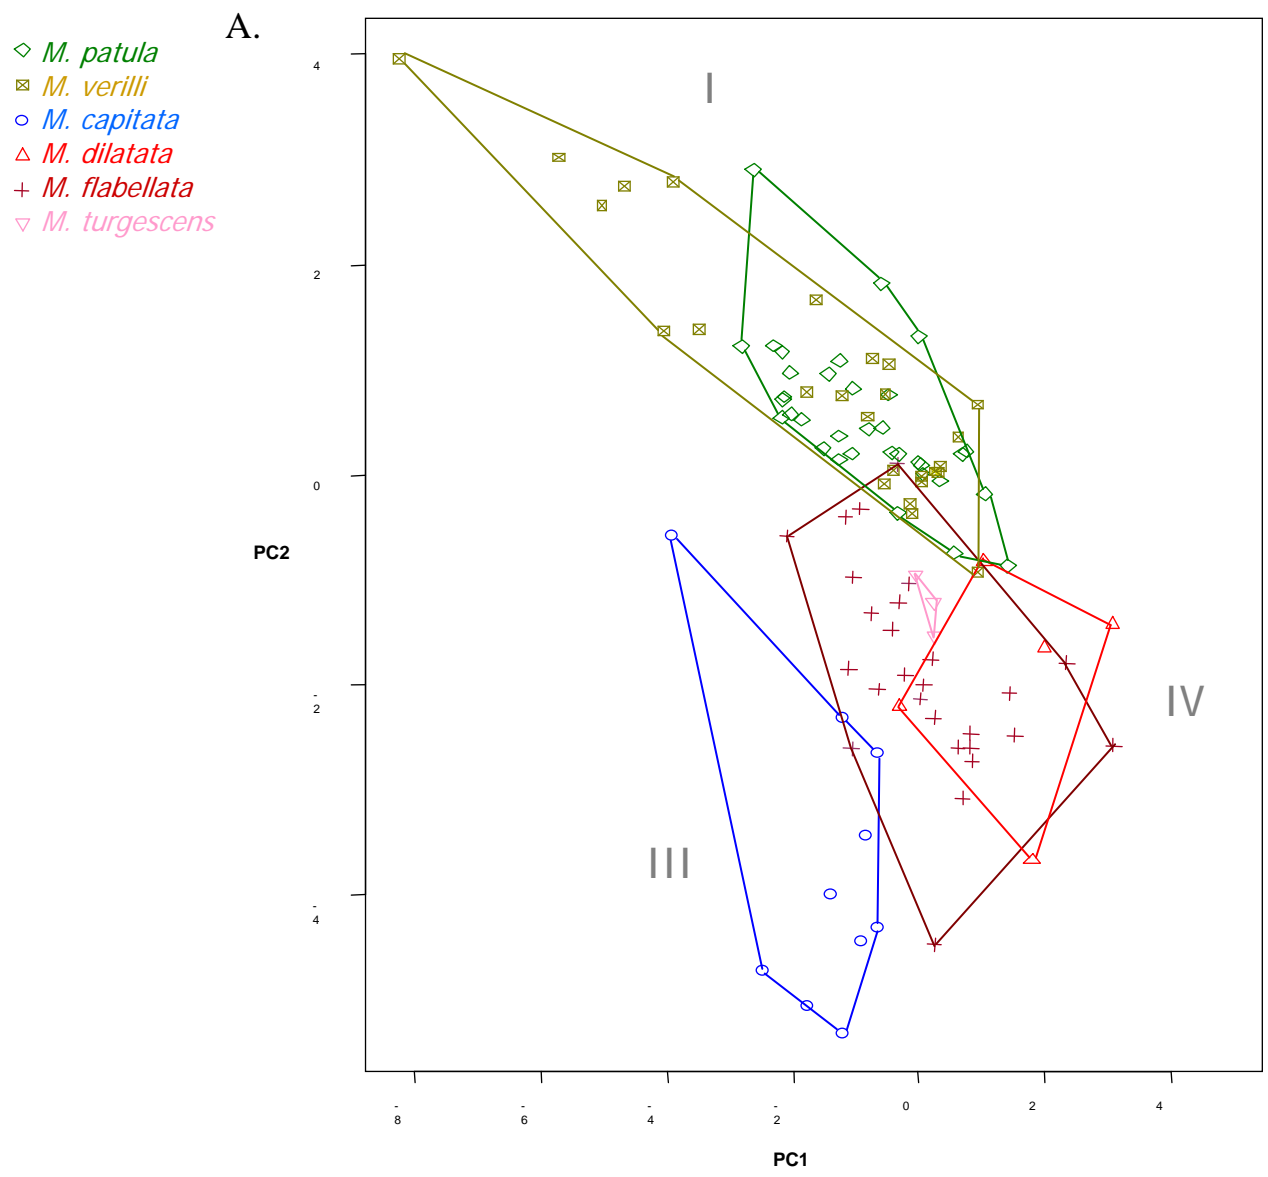 A.
M. patula
M. verilli
M. capitata
M. dilatata
M. flabellata
M. turgescens
I
III
IV
4
2
0
-
2
-
4
PC2
-
8
-
6
-
4
-
2
0
2
4
PC1